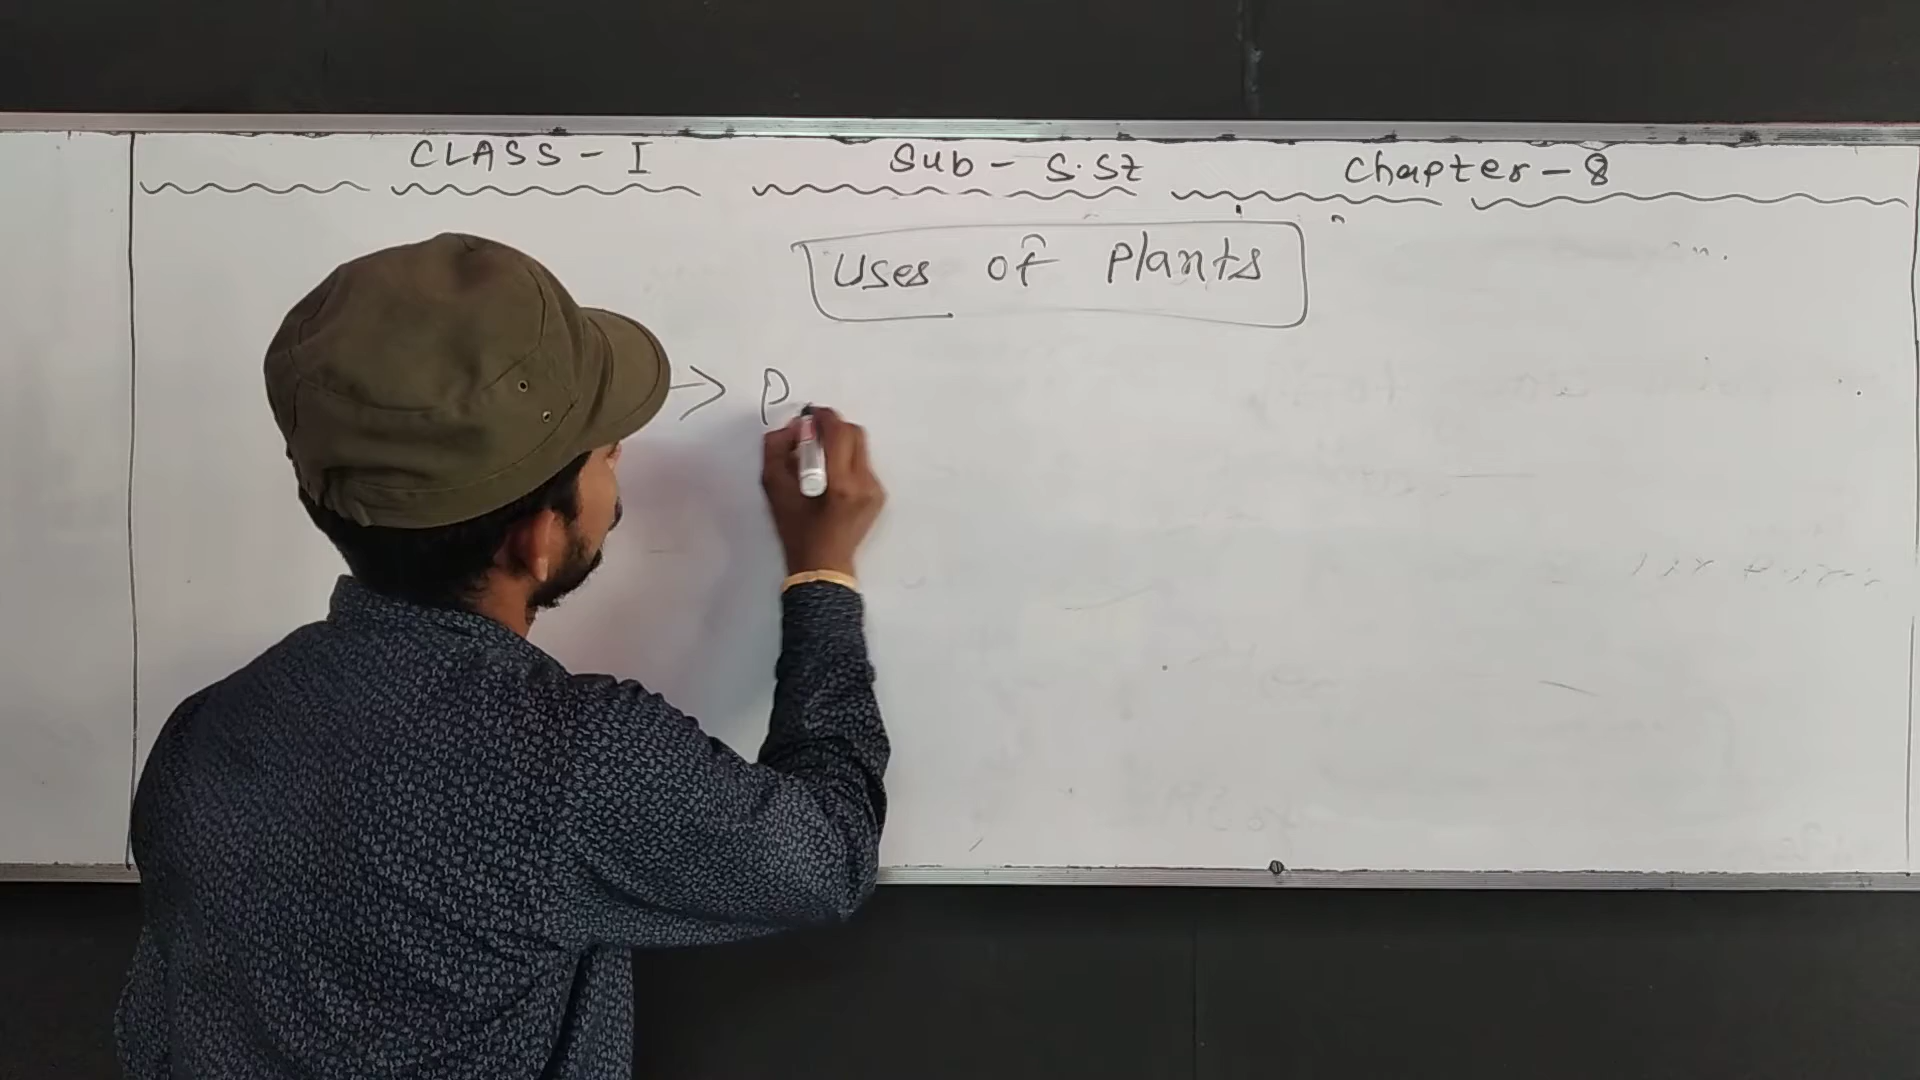 CLASS - I Sub - S.St Chapter - 8
Uses of Plants
→ P